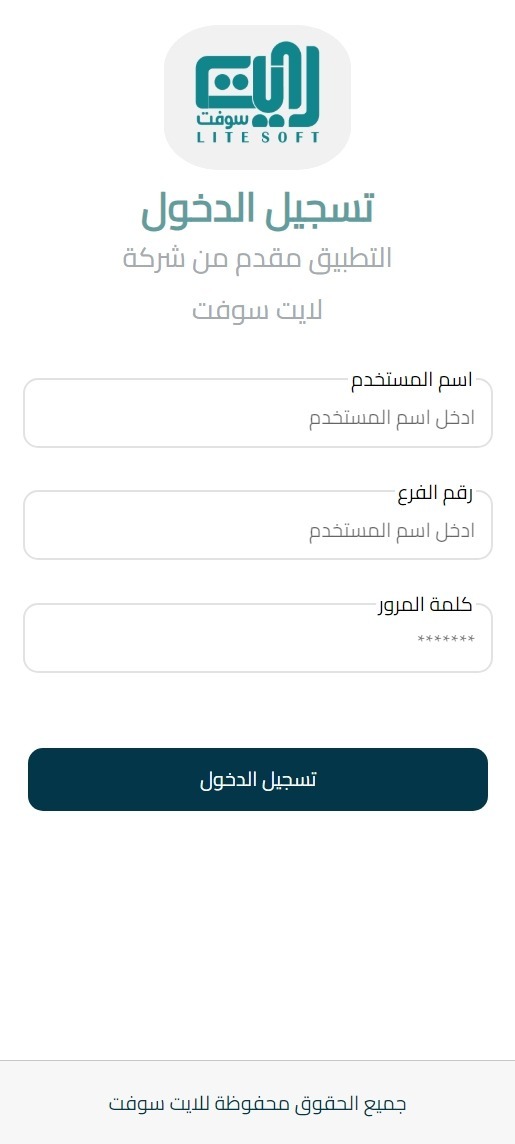 لايت
سوفت
LITE SOFT
تسجيل الدخول
التطبيق مقدم من شركة
لايت سوفت
اسم المستخدم
ادخل اسم المستخدم
رقم الفرع
ادخل اسم المستخدم
كلمة المرور
*******
تسجيل الدخول
جميع الحقوق محفوظة للايت سوفت